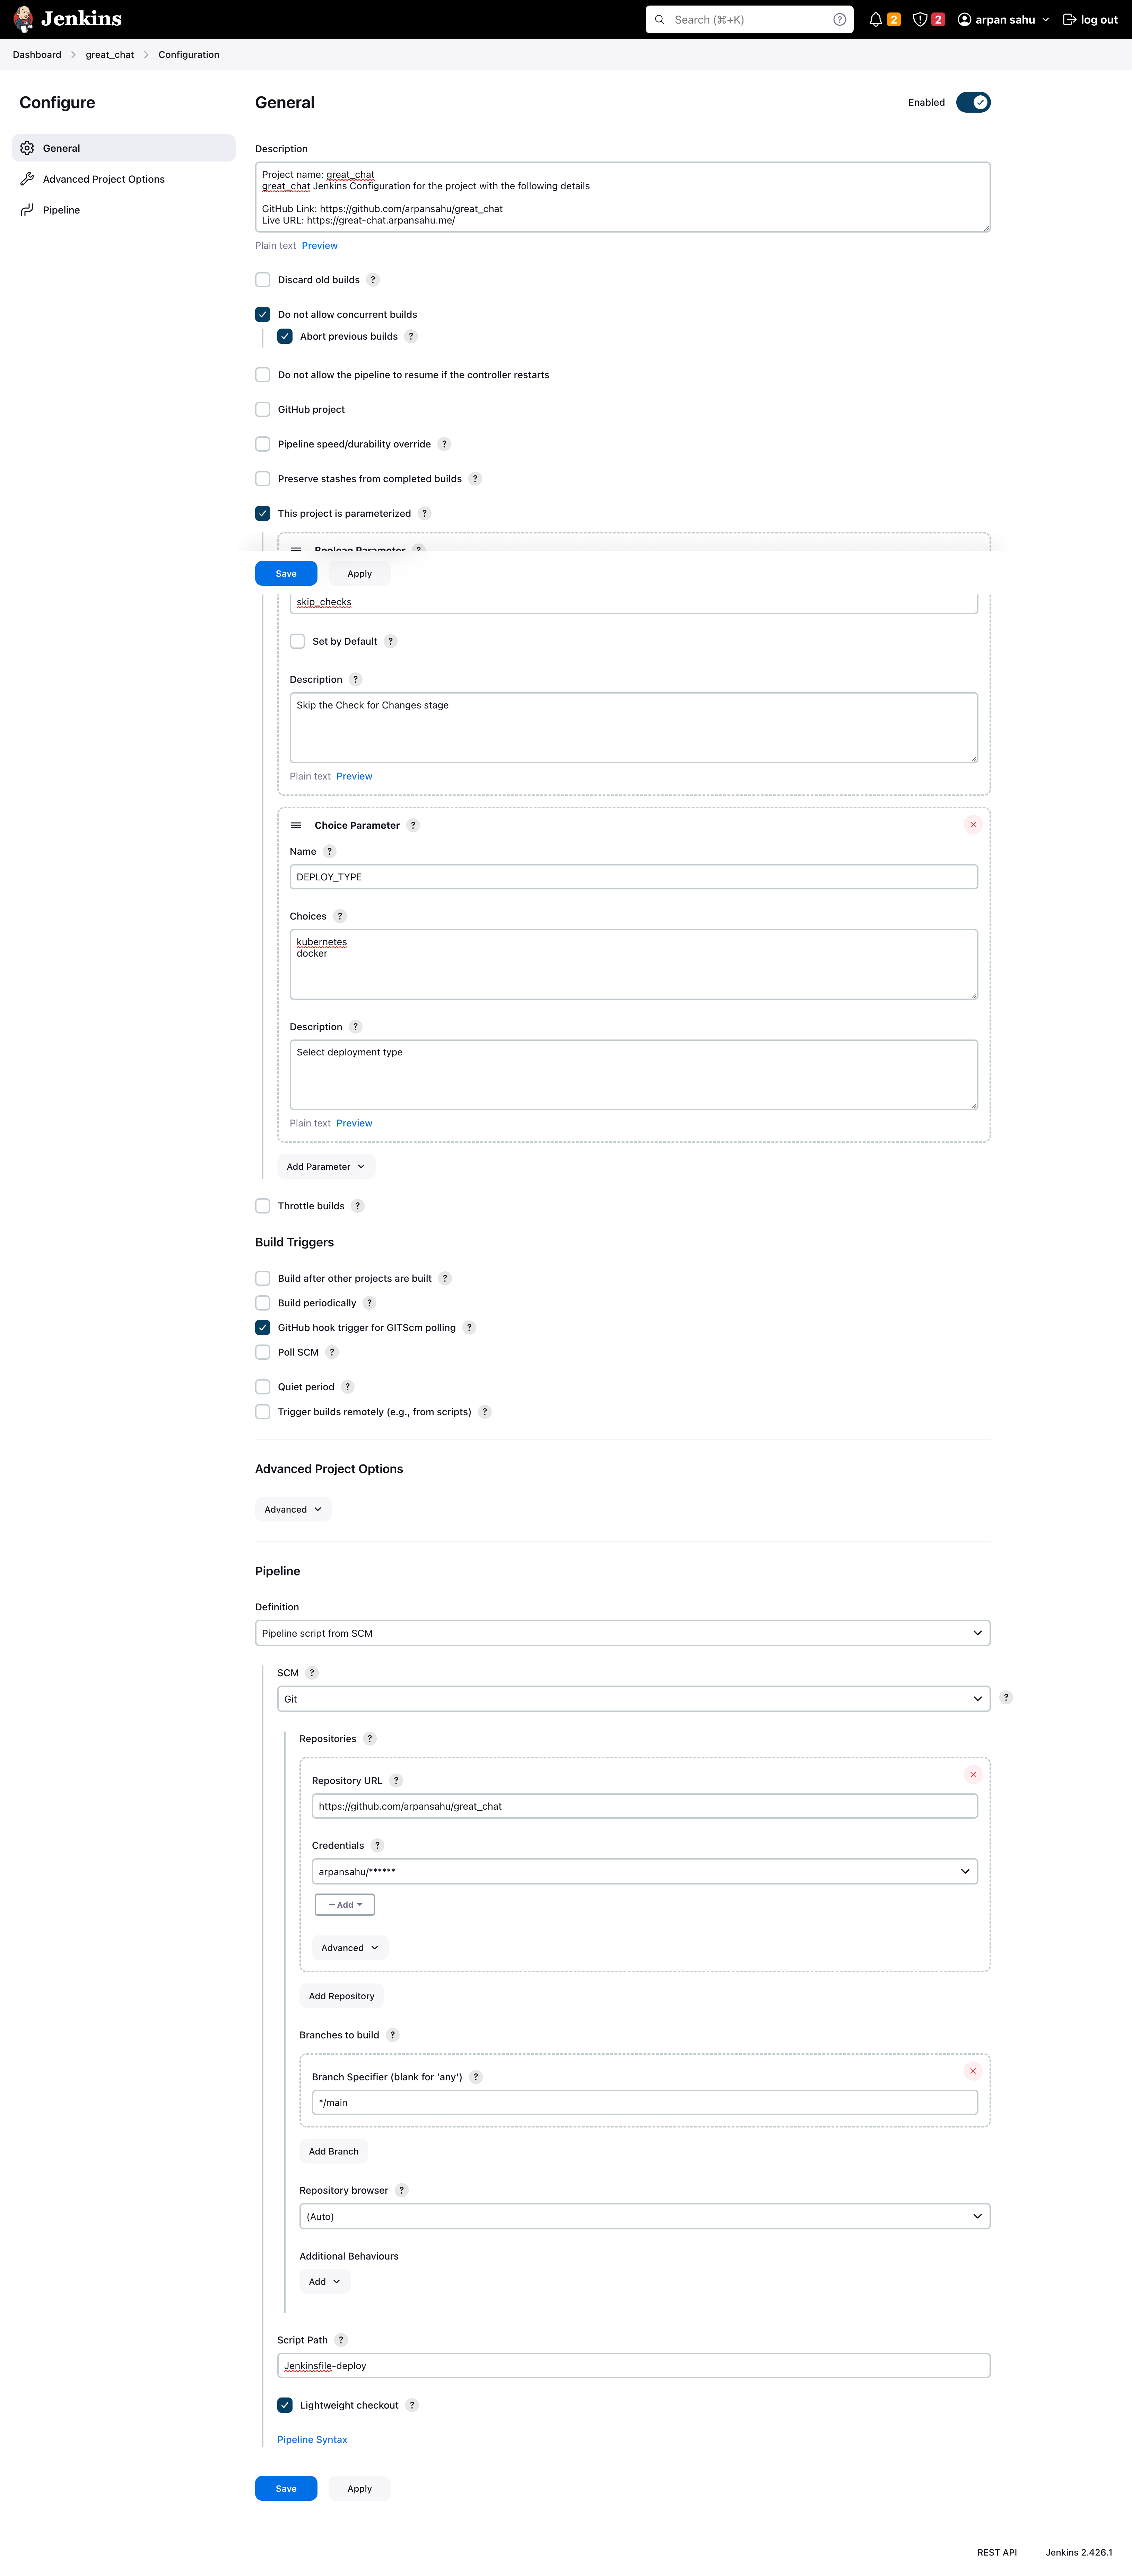 Jenkins
Search (⌘+K)
?
2
2
arpan sahu
log out
Dashboard
great_chat
Configuration
Configure
General
Advanced Project Options
Pipeline
General
Enabled
Description
Project name: great_chat
great_chat Jenkins Configuration for the project with the following details
GitHub Link: https://github.com/arpansahu/great_chat
Live URL: https://great-chat.arpansahu.me/
Plain text Preview
Discard old builds ?
Do not allow concurrent builds
Abort previous builds ?
Do not allow the pipeline to resume if the controller restarts
GitHub project
Pipeline speed/durability override ?
Preserve stashes from completed builds ?
This project is parameterized ?
Boolean Parameter ?
Save Apply
skip_checks
Set by Default ?
Description ?
Skip the Check for Changes stage
Plain text Preview
Choice Parameter ?
Name ?
DEPLOY_TYPE
Choices ?
kubernetes
docker
Description ?
Select deployment type
Plain text Preview
Add Parameter
Throttle builds ?
Build Triggers
Build after other projects are built ?
Build periodically ?
GitHub hook trigger for GITScm polling ?
Poll SCM ?
Quiet period ?
Trigger builds remotely (e.g., from scripts) ?
Advanced Project Options
Advanced
Pipeline
Definition
Pipeline script from SCM
SCM ?
Git ?
Repositories ?
Repository URL ?
https://github.com/arpansahu/great_chat
Credentials ?
arpansahu/******
+ Add
Advanced
Add Repository
Branches to build ?
Branch Specifier (blank for 'any') ?
*/main
Add Branch
Repository browser ?
(Auto)
Additional Behaviours
Add
Script Path ?
Jenkinsfile-deploy
Lightweight checkout ?
Pipeline Syntax
Save Apply
REST API Jenkins 2.426.1